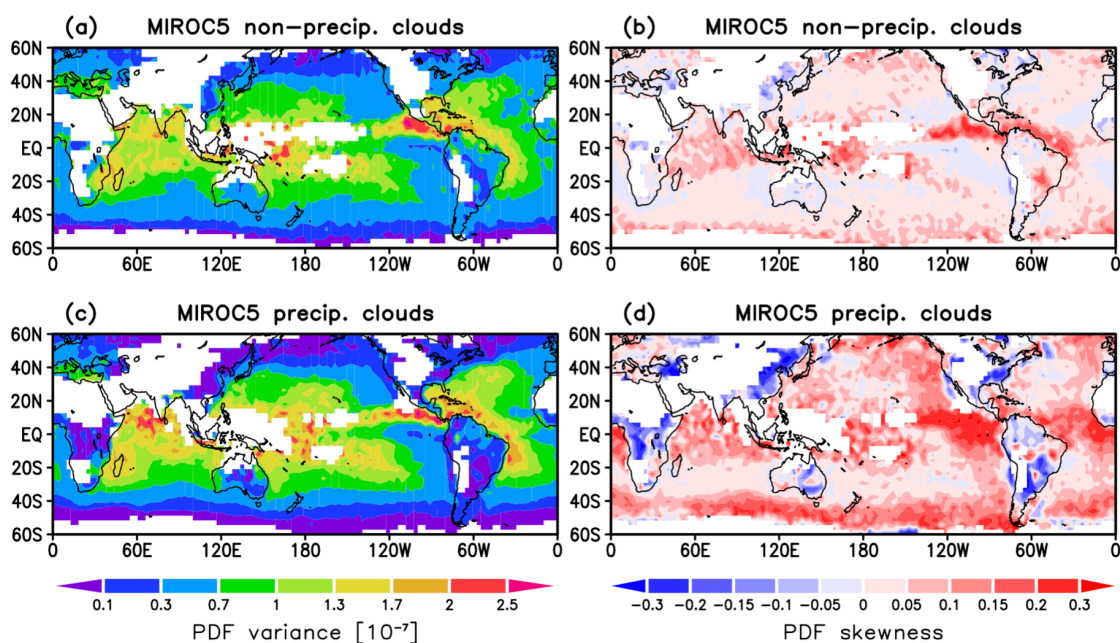 (a) MIROC5 non-precip. clouds
60N
40N
20N
EQ
20S
40S
60S
0 60E 120E 180 120W 60W 0
(b) MIROC5 non-precip. clouds
60N
40N
20N
EQ
20S
40S
60S
0 60E 120E 180 120W 60W 0
(c) MIROC5 precip. clouds
60N
40N
20N
EQ
20S
40S
60S
0 60E 120E 180 120W 60W 0
(d) MIROC5 precip. clouds
60N
40N
20N
EQ
20S
40S
60S
0 60E 120E 180 120W 60W 0
0.1 0.3 0.7 1 1.3 1.7 2 2.5
PDF variance [10⁻⁷]
−0.3 −0.2 −0.15 −0.1 −0.05 0 0.05 0.1 0.15 0.2 0.3
PDF skewness